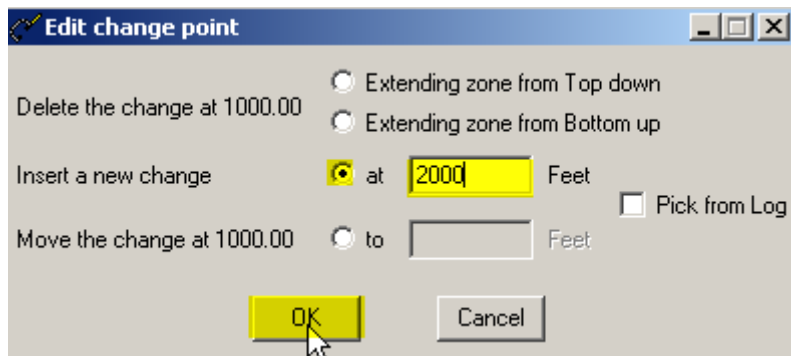 Edit change point
Delete the change at 1000.00
Extending zone from Top down
Extending zone from Bottom up
Insert a new change at 2000 Feet
Pick from Log
Move the change at 1000.00 to Feet
OK Cancel